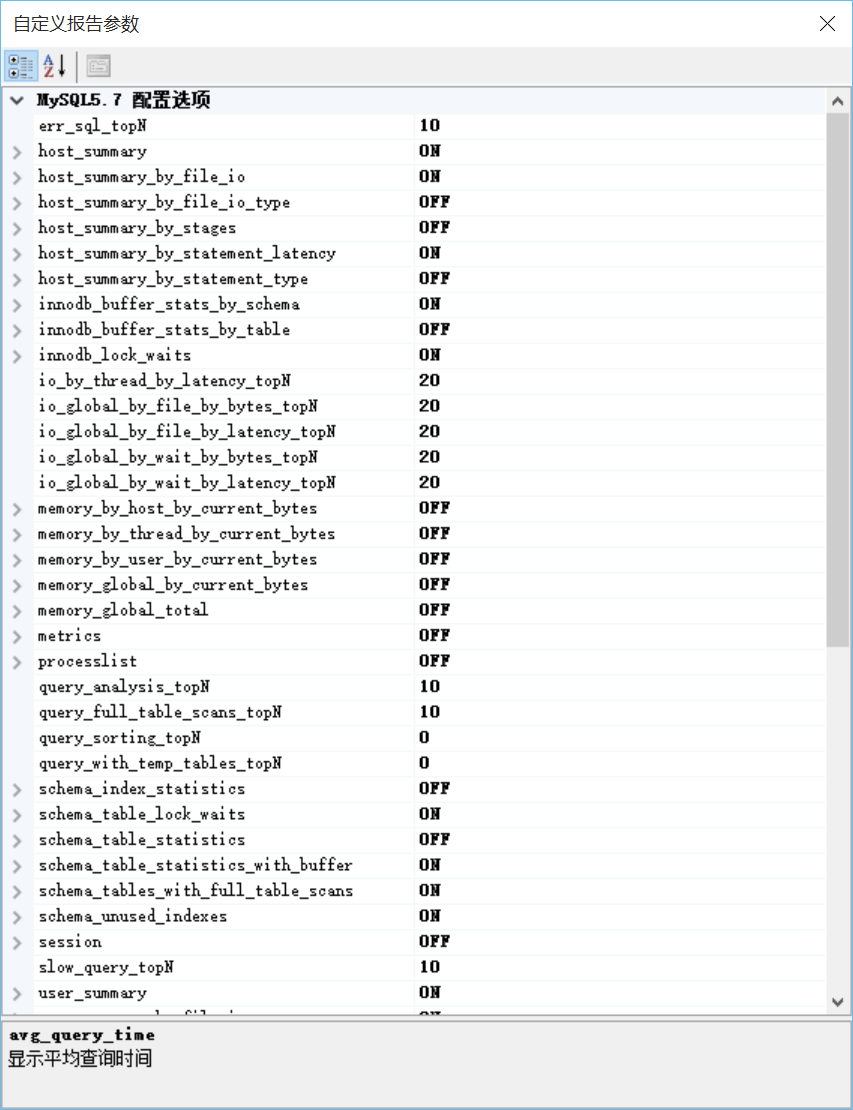 自定义报告参数
MySQL5.7 配置选项
err_sql_topN 10
host_summary ON
host_summary_by_file_io ON
host_summary_by_file_io_type OFF
host_summary_by_stages OFF
host_summary_by_statement_latency ON
host_summary_by_statement_type OFF
innodb_buffer_stats_by_schema ON
innodb_buffer_stats_by_table OFF
innodb_lock_waits ON
io_by_thread_by_latency_topN 20
io_global_by_file_by_bytes_topN 20
io_global_by_file_by_latency_topN 20
io_global_by_wait_by_bytes_topN 20
io_global_by_wait_by_latency_topN 20
memory_by_host_by_current_bytes OFF
memory_by_thread_by_current_bytes OFF
memory_by_user_by_current_bytes OFF
memory_global_by_current_bytes OFF
memory_global_total OFF
metrics OFF
processlist OFF
query_analysis_topN 10
query_full_table_scans_topN 10
query_sorting_topN 0
query_with_temp_tables_topN 0
schema_index_statistics OFF
schema_table_lock_waits ON
schema_table_statistics OFF
schema_table_statistics_with_buffer ON
schema_tables_with_full_table_scans ON
schema_unused_indexes ON
session OFF
slow_query_topN 10
user_summary ON
avg_query_time
显示平均查询时间